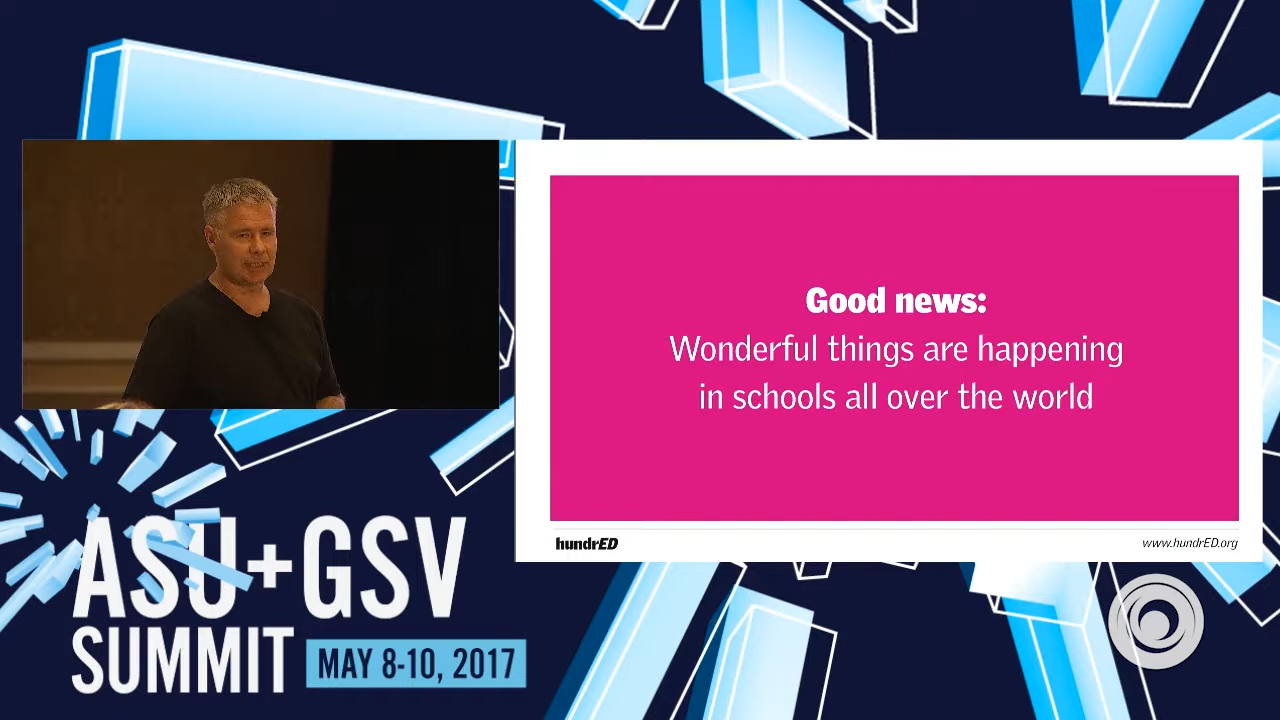 Good news:
Wonderful things are happening
in schools all over the world
hundrED
www.hundrED.org
ASU+GSV
SUMMIT
MAY 8-10, 2017